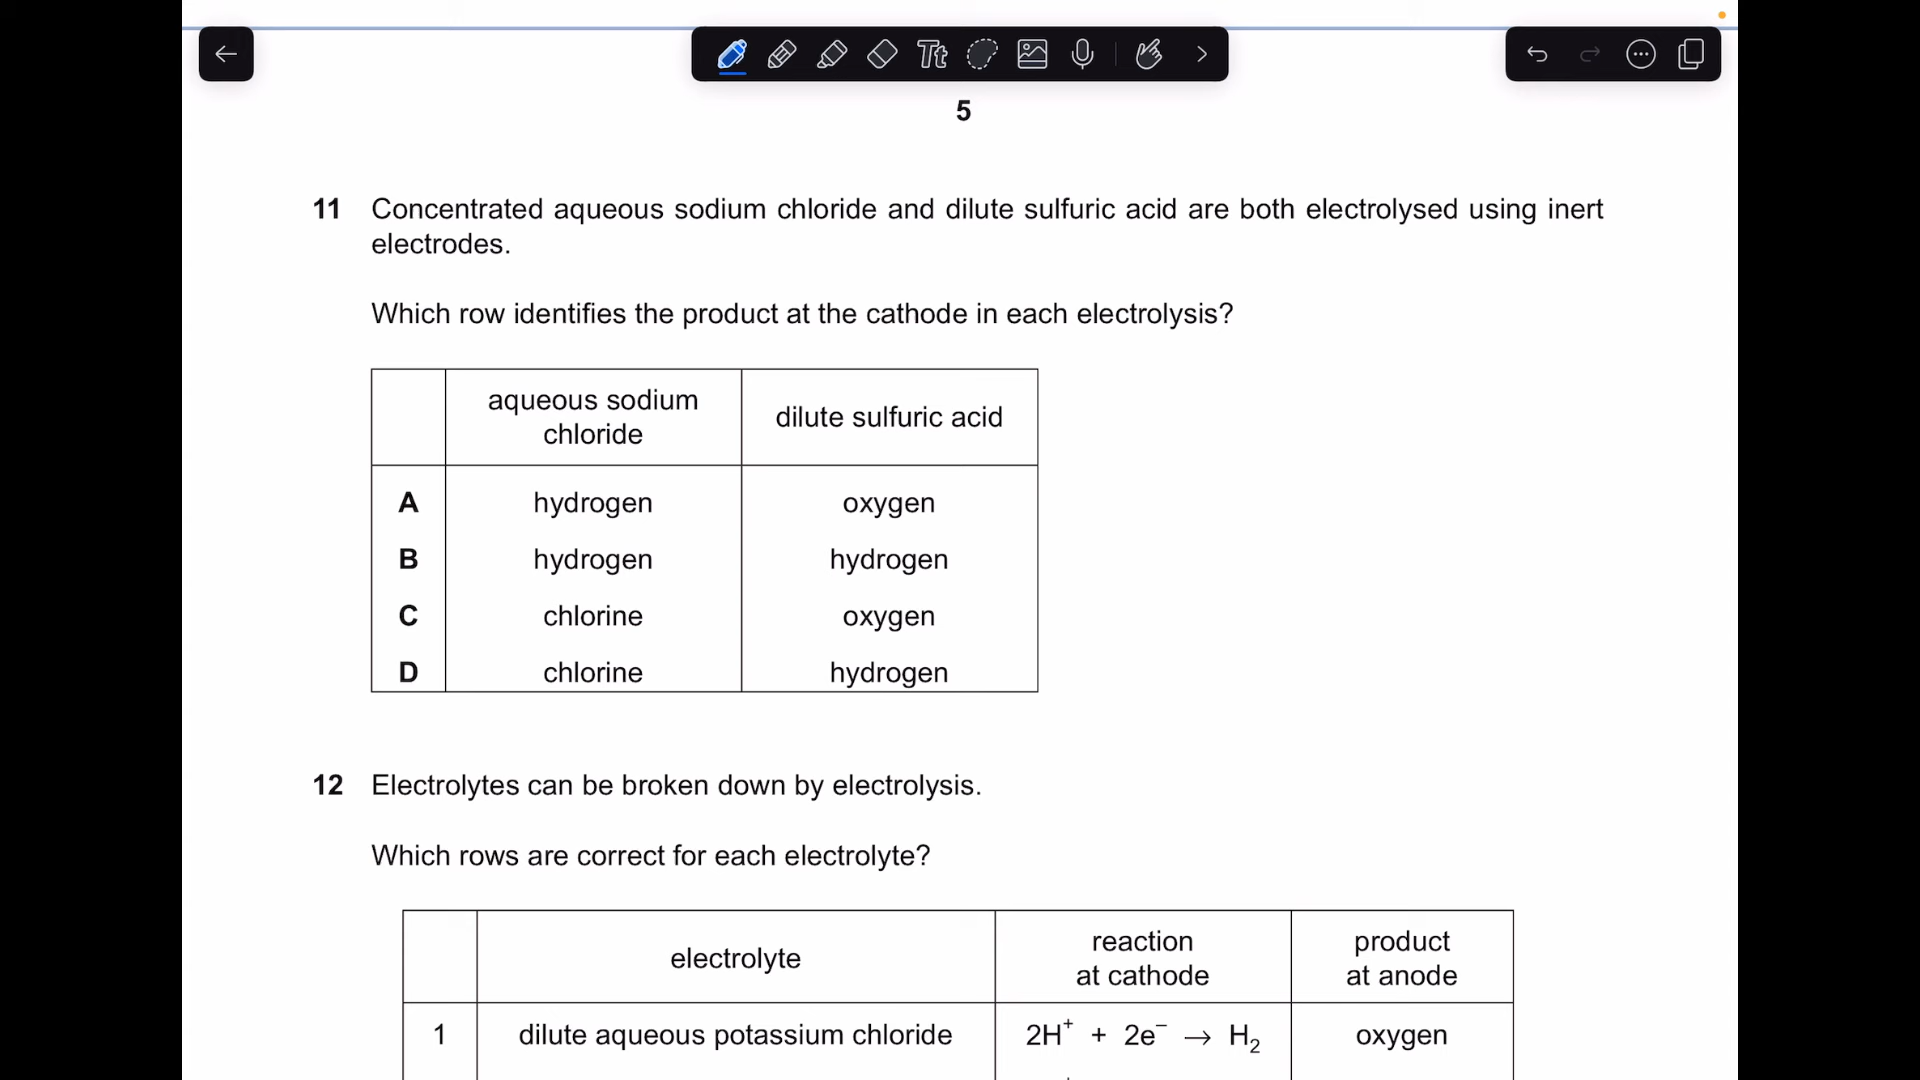 Tt
5
11 Concentrated aqueous sodium chloride and dilute sulfuric acid are both electrolysed using inert
electrodes.
Which row identifies the product at the cathode in each electrolysis?
aqueous sodium
chloride
dilute sulfuric acid
A hydrogen oxygen
B hydrogen hydrogen
C chlorine oxygen
D chlorine hydrogen
12 Electrolytes can be broken down by electrolysis.
Which rows are correct for each electrolyte?
electrolyte
reaction
at cathode
product
at anode
1 dilute aqueous potassium chloride 2H⁺ + 2e⁻ → H₂ oxygen